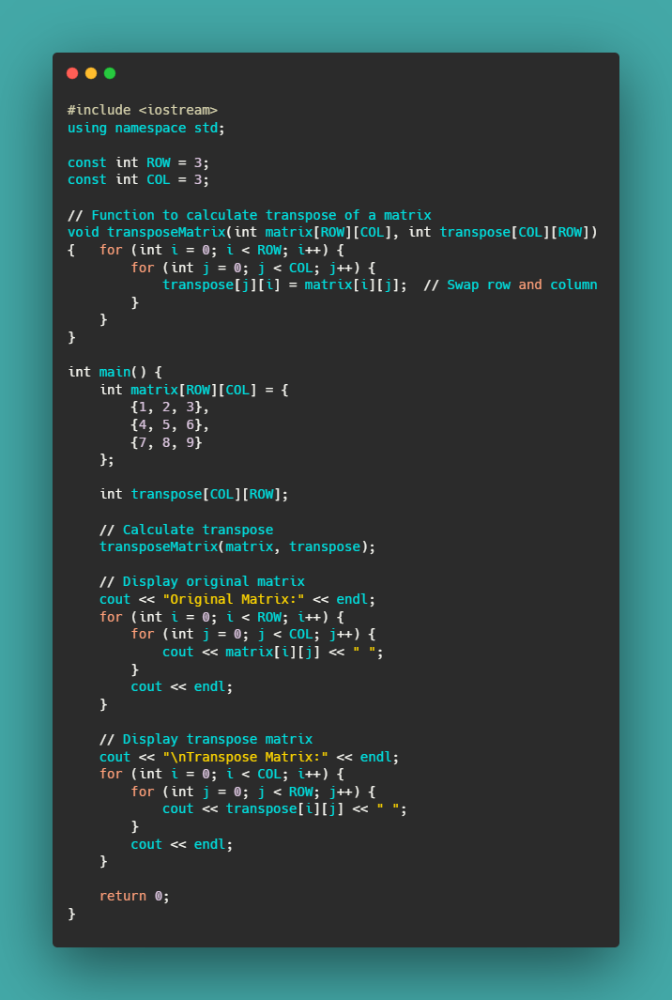 #include <iostream>
using namespace std;

const int ROW = 3;
const int COL = 3;

// Function to calculate transpose of a matrix
void transposeMatrix(int matrix[ROW][COL], int transpose[COL][ROW])
{   for (int i = 0; i < ROW; i++) {
        for (int j = 0; j < COL; j++) {
            transpose[j][i] = matrix[i][j];  // Swap row and column
        }
    }
}

int main() {
    int matrix[ROW][COL] = {
        {1, 2, 3},
        {4, 5, 6},
        {7, 8, 9}
    };

    int transpose[COL][ROW];

    // Calculate transpose
    transposeMatrix(matrix, transpose);

    // Display original matrix
    cout << "Original Matrix:" << endl;
    for (int i = 0; i < ROW; i++) {
        for (int j = 0; j < COL; j++) {
            cout << matrix[i][j] << " ";
        }
        cout << endl;
    }

    // Display transpose matrix
    cout << "\nTranspose Matrix:" << endl;
    for (int i = 0; i < COL; i++) {
        for (int j = 0; j < ROW; j++) {
            cout << transpose[i][j] << " ";
        }
        cout << endl;
    }

    return 0;
}